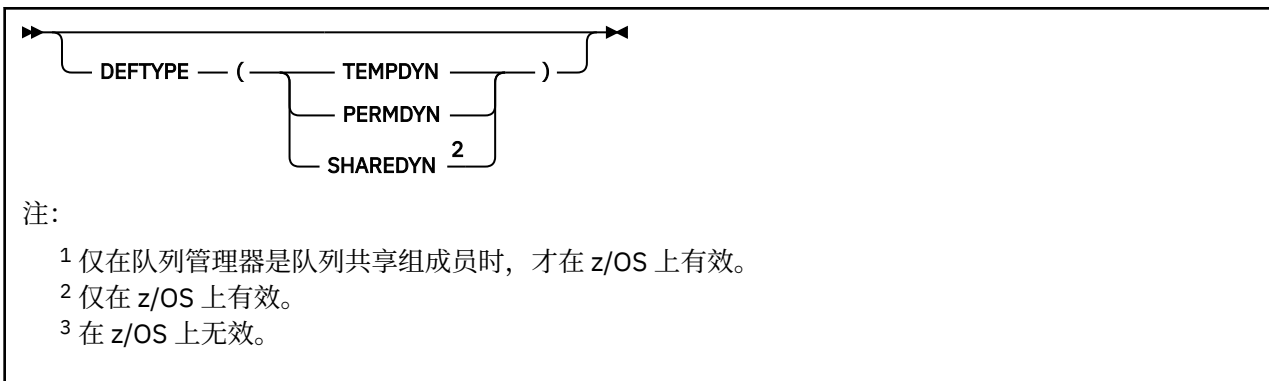 DEFTYPE ( TEMPDYN )
PERMDYN
SHAREDYN 2
注：
1 仅在队列管理器是队列共享组成员时，才在 z/OS 上有效。
2 仅在 z/OS 上有效。
3 在 z/OS 上无效。